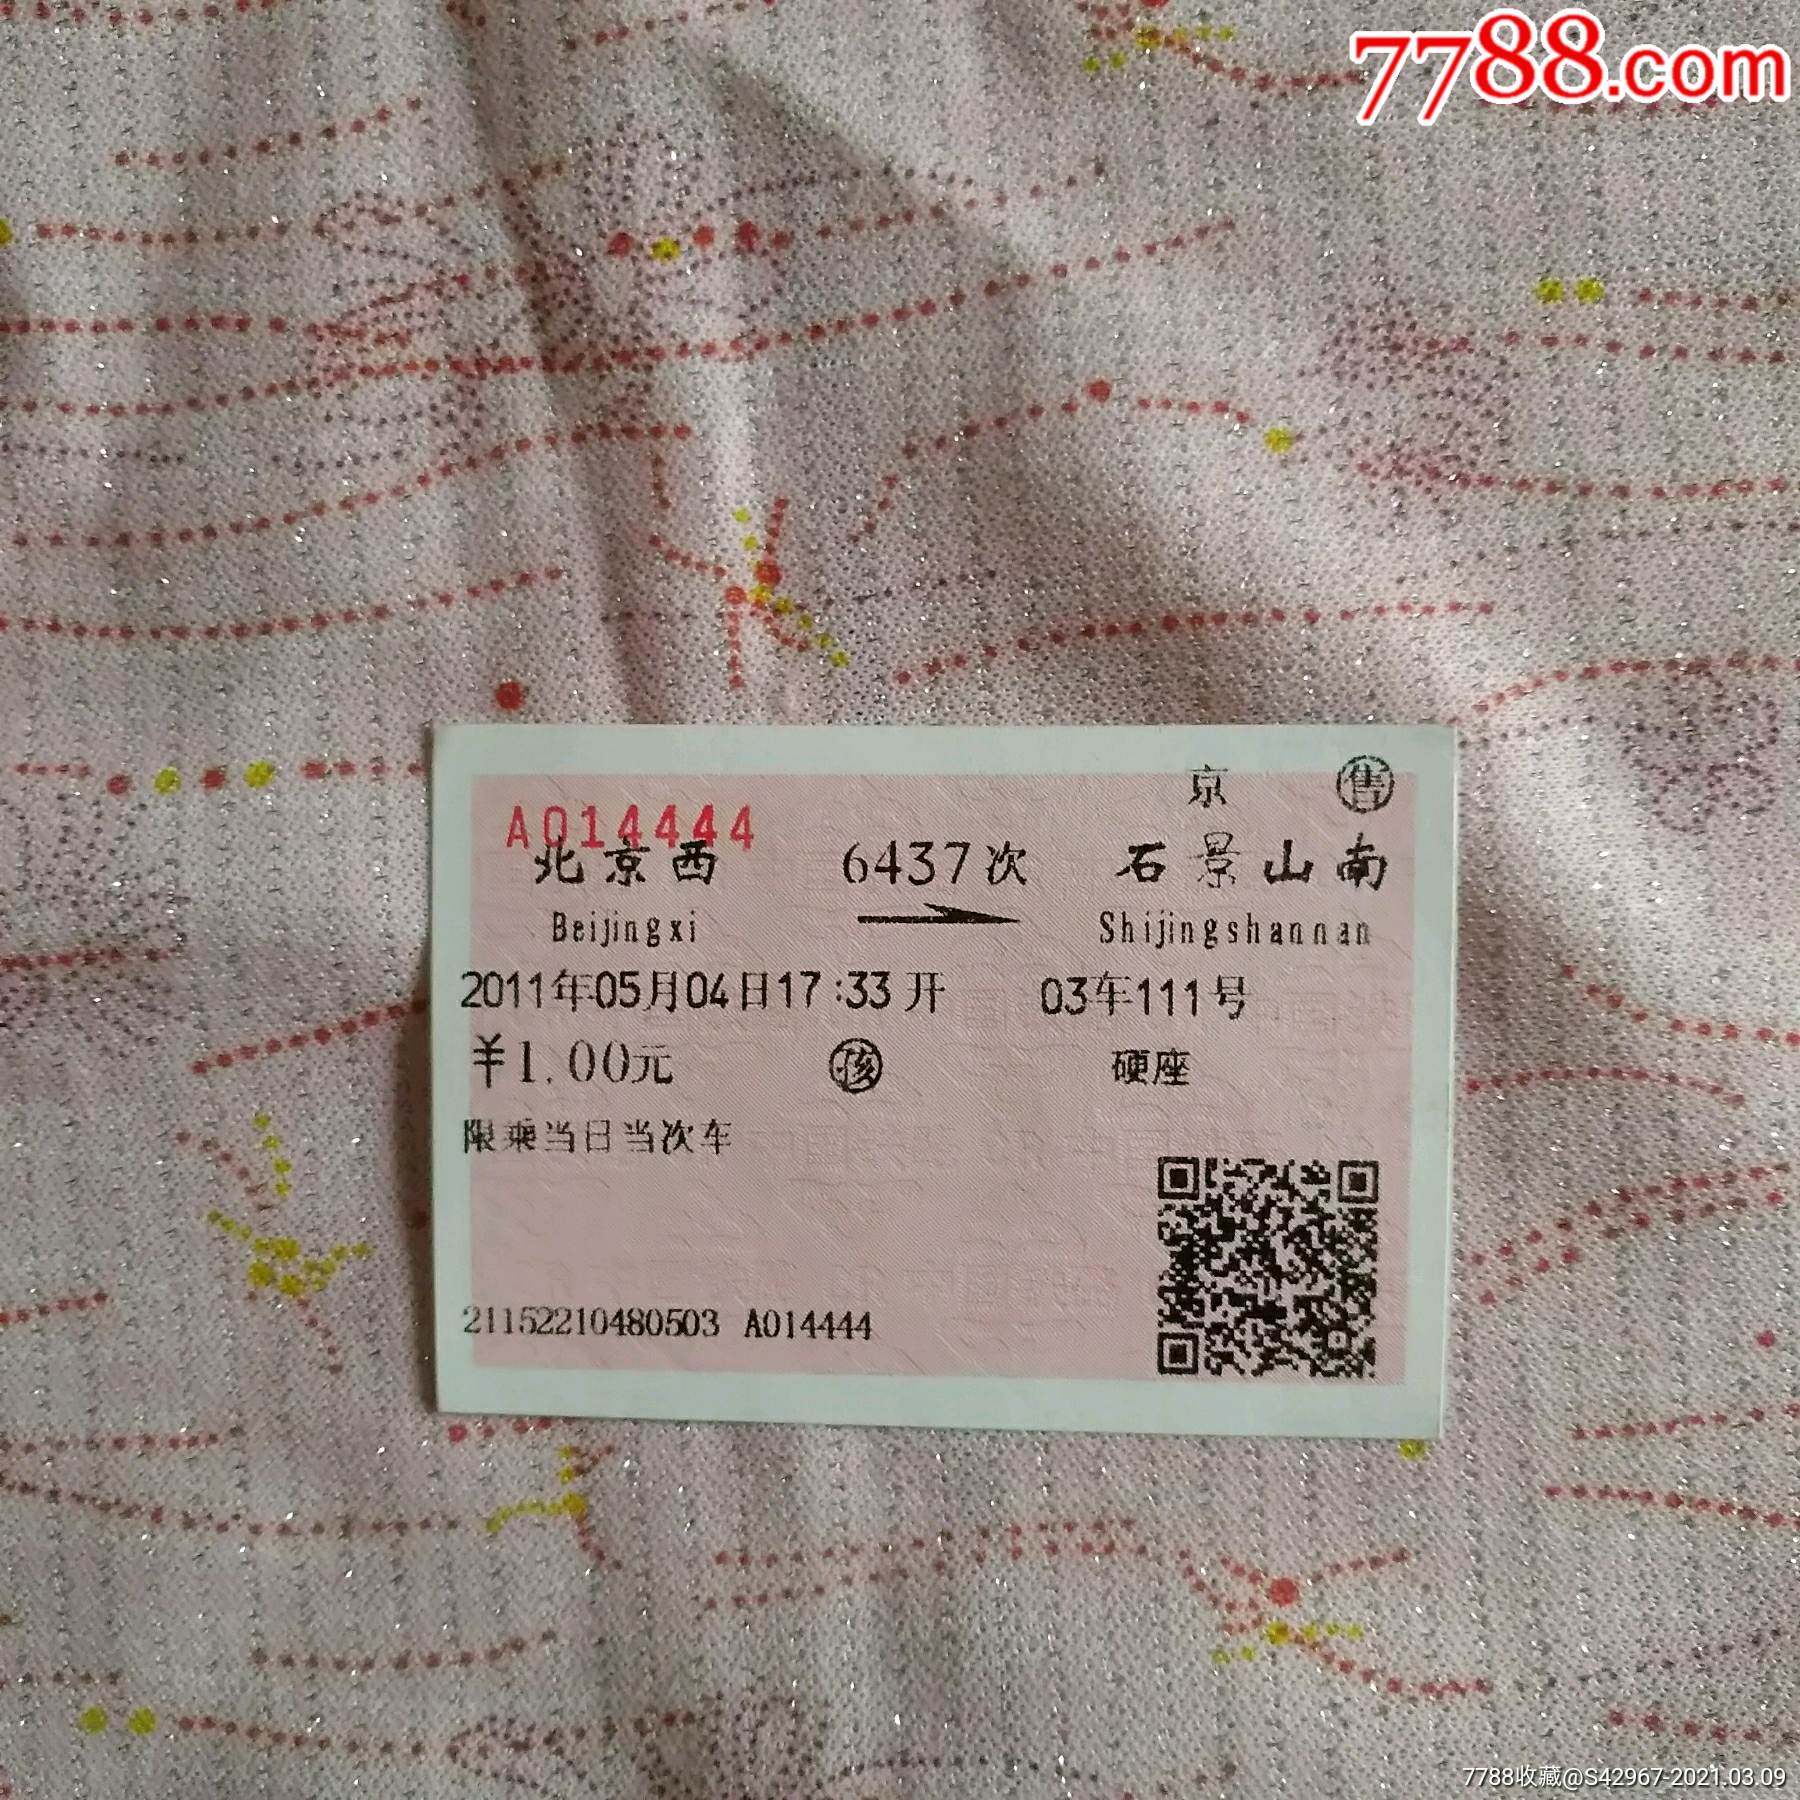 7788.com
京 售
A014444
北京西 6437次 石景山南
Beijingxi Shijingshannan
2011年05月04日17:33开 03车111号
¥1.00元 孩 硬座
限乘当日当次车
21152210480503 A014444
7788收藏@S42967-2021.03.09